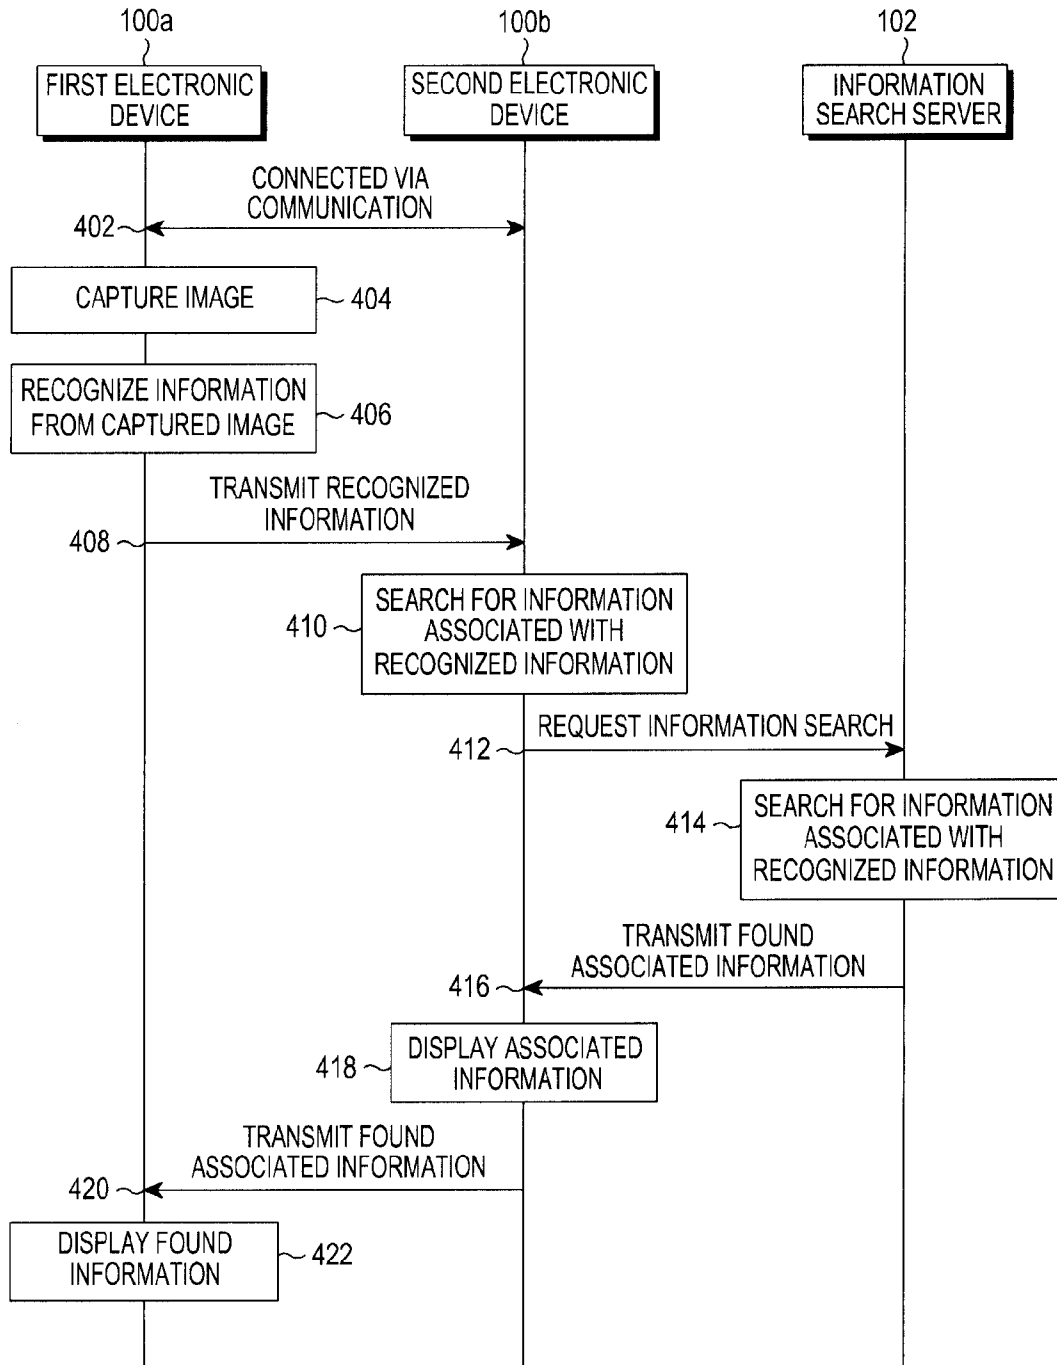 100a
100b
102
FIRST ELECTRONIC
DEVICE
SECOND ELECTRONIC
DEVICE
INFORMATION
SEARCH SERVER
CONNECTED VIA
COMMUNICATION
402
CAPTURE IMAGE
404
RECOGNIZE INFORMATION
FROM CAPTURED IMAGE
406
TRANSMIT RECOGNIZED
INFORMATION
408
SEARCH FOR INFORMATION
ASSOCIATED WITH
RECOGNIZED INFORMATION
410
REQUEST INFORMATION SEARCH
412
SEARCH FOR INFORMATION
ASSOCIATED WITH
RECOGNIZED INFORMATION
414
TRANSMIT FOUND
ASSOCIATED INFORMATION
416
DISPLAY ASSOCIATED
INFORMATION
418
TRANSMIT FOUND
ASSOCIATED INFORMATION
420
DISPLAY FOUND
INFORMATION
422